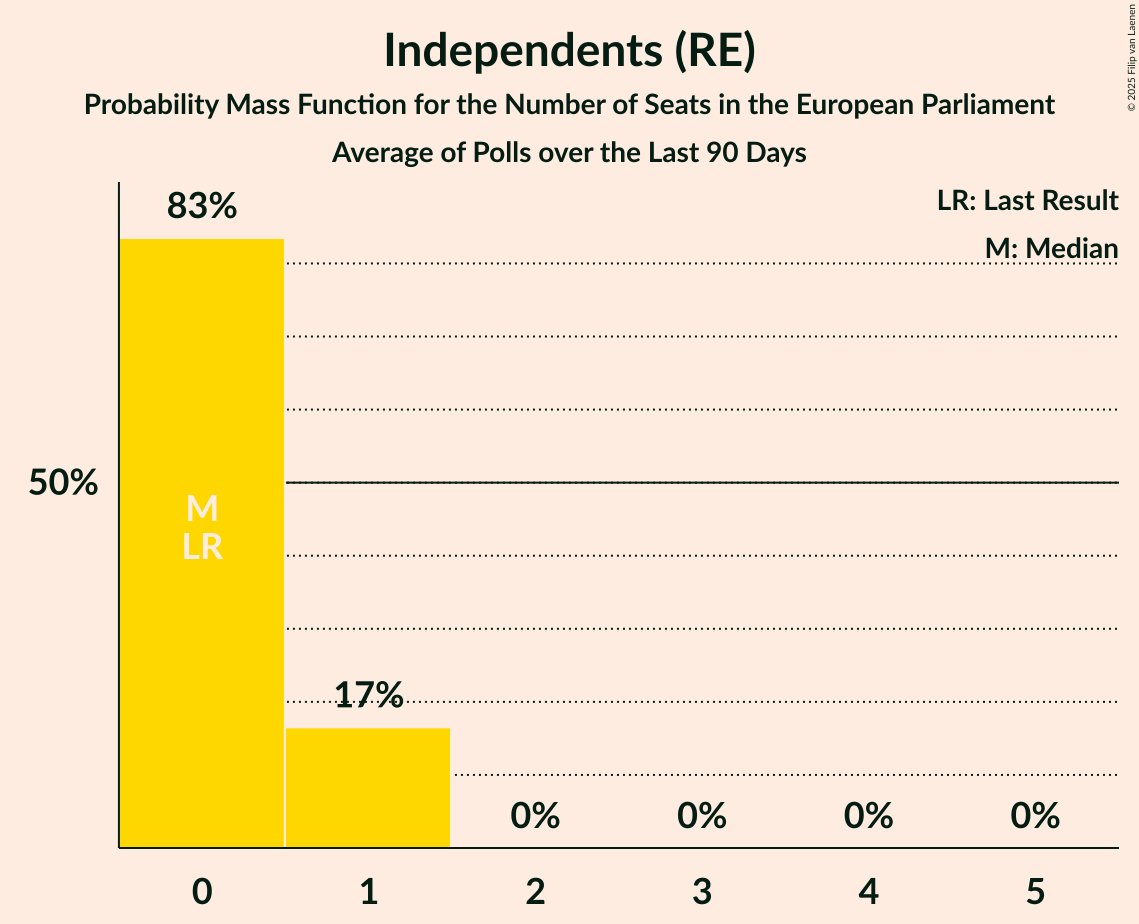 Independents (RE)
Probability Mass Function for the Number of Seats in the European Parliament
Average of Polls over the Last 90 Days
© 2025 Filip van Laenen
LR: Last Result
M: Median
83%
50%
M
LR
17%
0% 0% 0% 0%
0 1 2 3 4 5